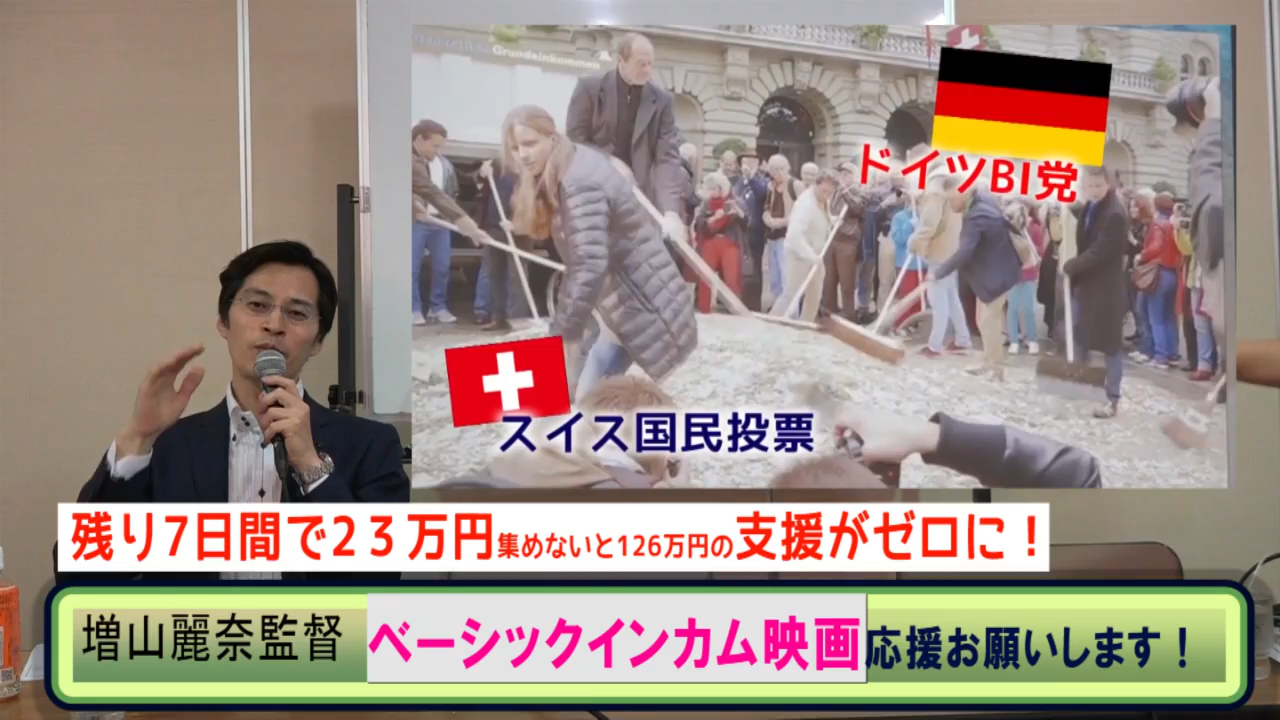 Grundeinkommen
ドイツBI党
スイス国民投票
残り7日間で2３万円集めないと126万円の支援がゼロに！
増山麗奈監督 ベーシックインカム映画応援お願いします！